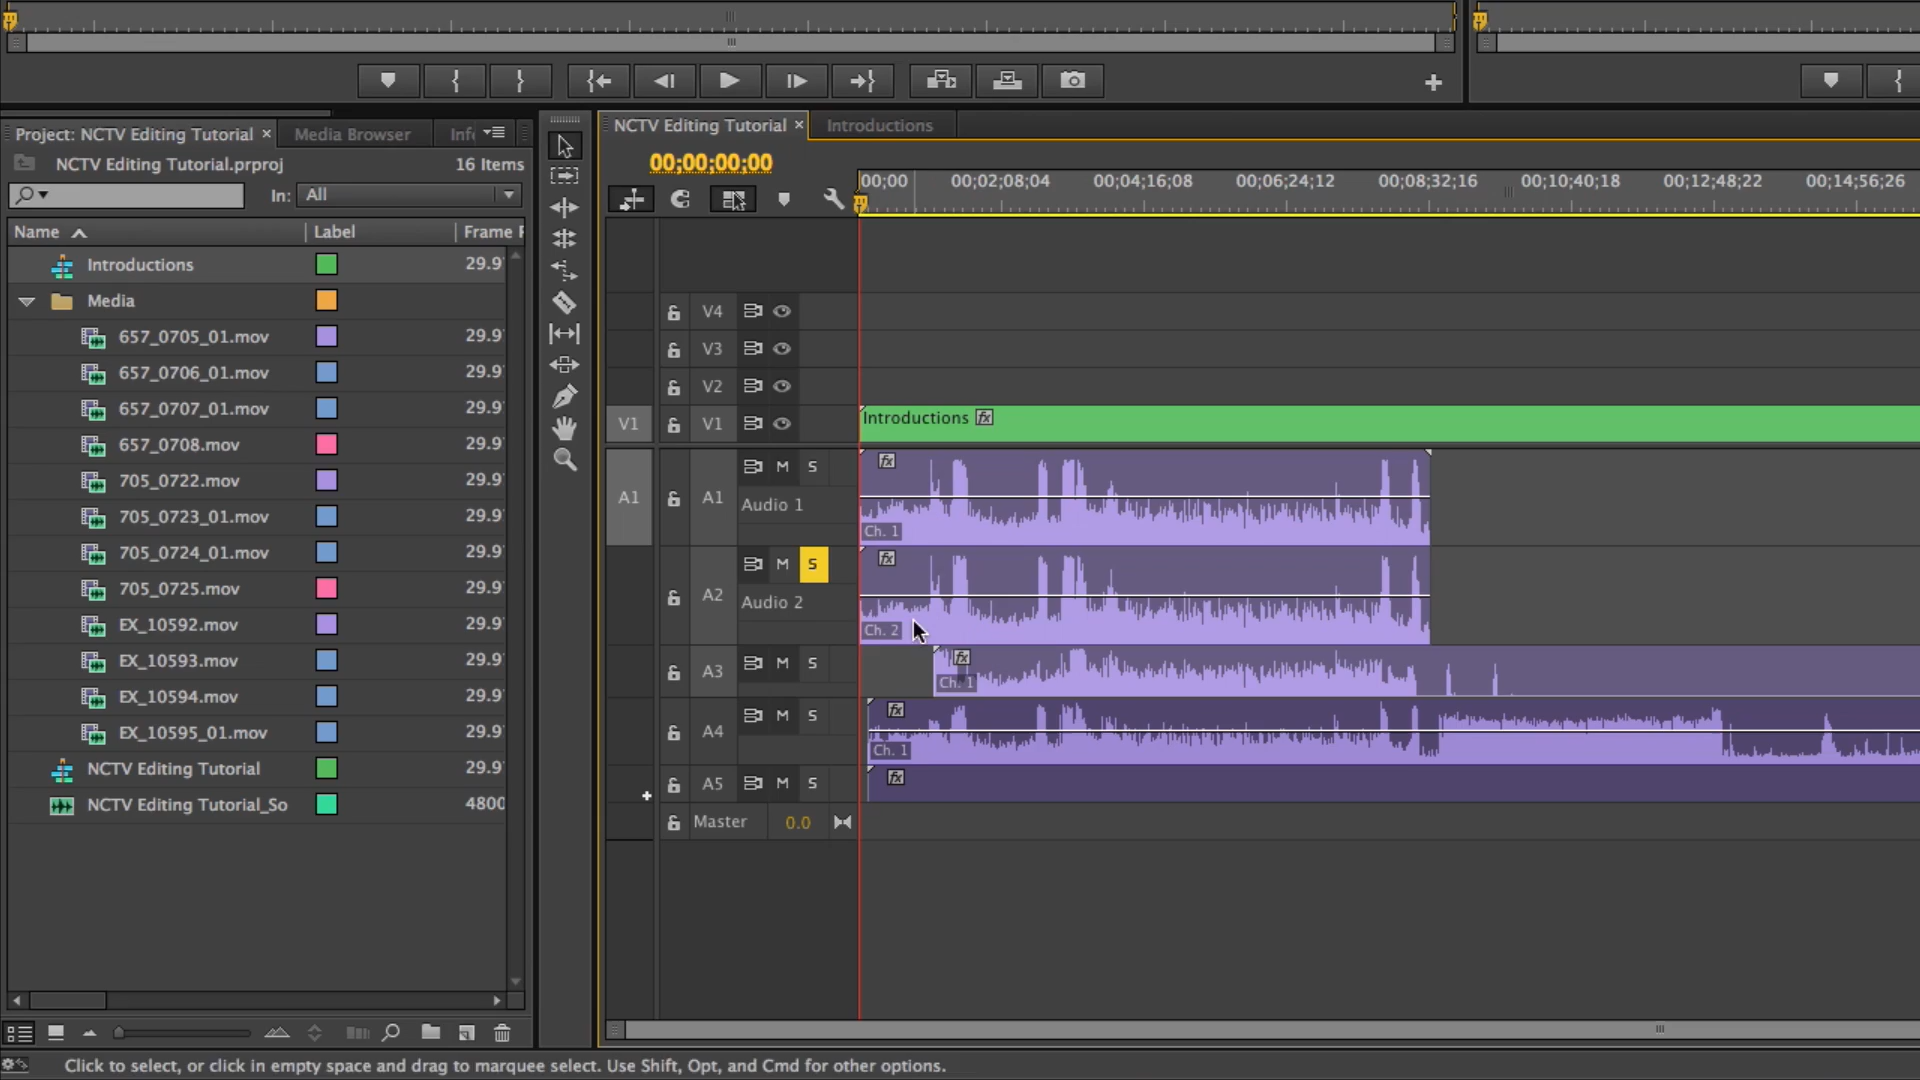 Project: NCTV Editing Tutorial ×
Media Browser
Inf
NCTV Editing Tutorial.prproj
16 Items
In: All
Name
Label
Frame
Introductions
29.9
Media
657_0705_01.mov
29.9
657_0706_01.mov
29.9
657_0707_01.mov
29.9
657_0708.mov
29.9
705_0722.mov
29.9
705_0723_01.mov
29.9
705_0724_01.mov
29.9
705_0725.mov
29.9
EX_10592.mov
29.9
EX_10593.mov
29.9
EX_10594.mov
29.9
EX_10595_01.mov
29.9
NCTV Editing Tutorial
29.9
NCTV Editing Tutorial_So
4800
NCTV Editing Tutorial ×
Introductions
00;00;00;00
00;00 00;02;08;04 00;04;16;08 00;06;24;12 00;08;32;16 00;10;40;18 00;12;48;22 00;14;56;26
V4
V3
V2
V1 V1
Introductions fx
A1 A1 M S
Audio 1
fx
Ch. 1
A2 M S
Audio 2
fx
Ch. 2
A3 M S
fx
Ch. 1
A4 M S
fx
Ch. 1
A5 M S
fx
Master 0.0
Click to select, or click in empty space and drag to marquee select. Use Shift, Opt, and Cmd for other options.